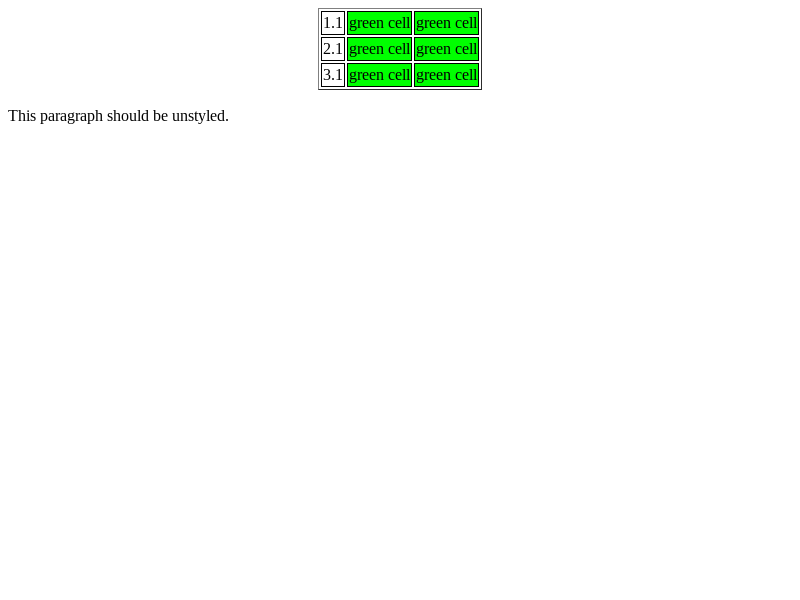 1.1 green cell green cell
2.1 green cell green cell
3.1 green cell green cell
This paragraph should be unstyled.